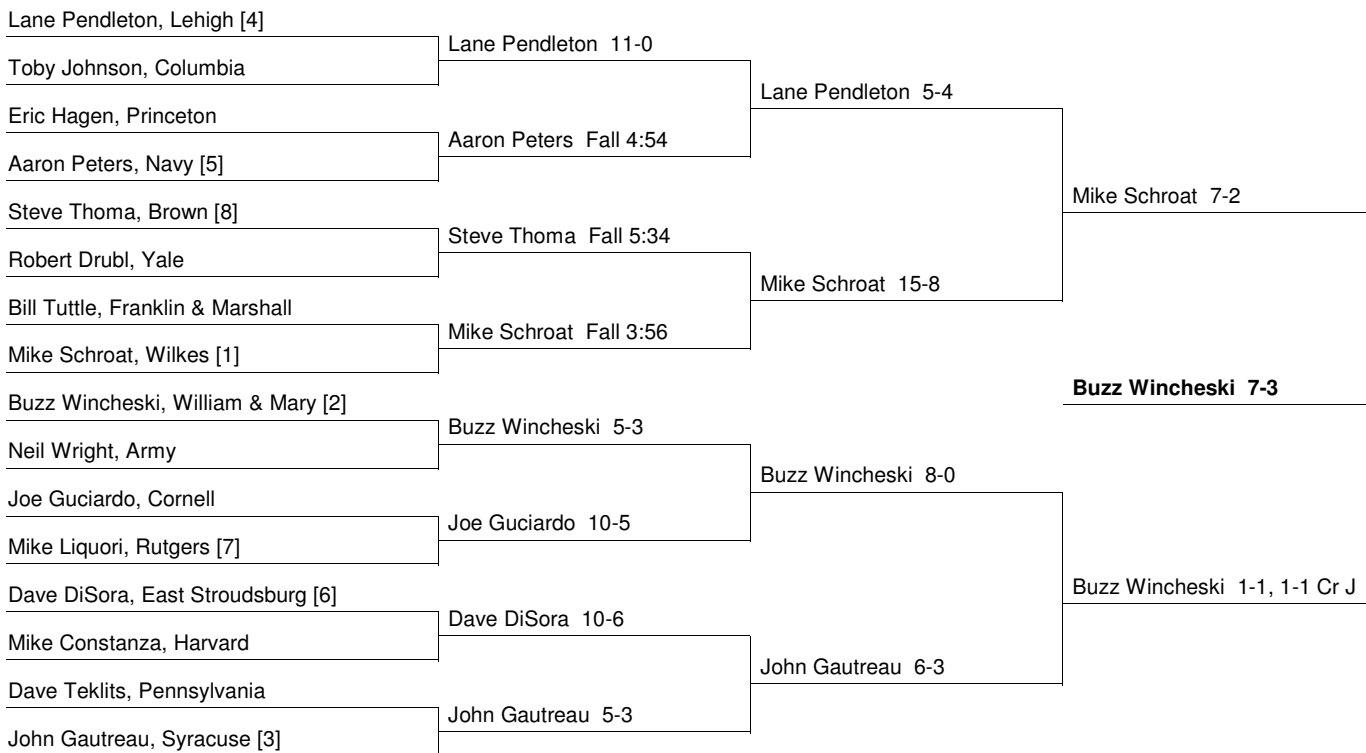 Lane Pendleton, Lehigh [4]
Toby Johnson, Columbia
Eric Hagen, Princeton
Aaron Peters, Navy [5]
Steve Thoma, Brown [8]
Robert Drubl, Yale
Bill Tuttle, Franklin & Marshall
Mike Schroat, Wilkes [1]
Buzz Wincheski, William & Mary [2]
Neil Wright, Army
Joe Guciardo, Cornell
Mike Liquori, Rutgers [7]
Dave DiSora, East Stroudsburg [6]
Mike Constanza, Harvard
Dave Teklits, Pennsylvania
John Gautreau, Syracuse [3]
Lane Pendleton 11-0
Aaron Peters Fall 4:54
Steve Thoma Fall 5:34
Mike Schroat Fall 3:56
Buzz Wincheski 5-3
Joe Guciardo 10-5
Dave DiSora 10-6
John Gautreau 5-3
Lane Pendleton 5-4
Mike Schroat 15-8
Buzz Wincheski 8-0
John Gautreau 6-3
Mike Schroat 7-2
Buzz Wincheski 7-3
Buzz Wincheski 1-1, 1-1 Cr J